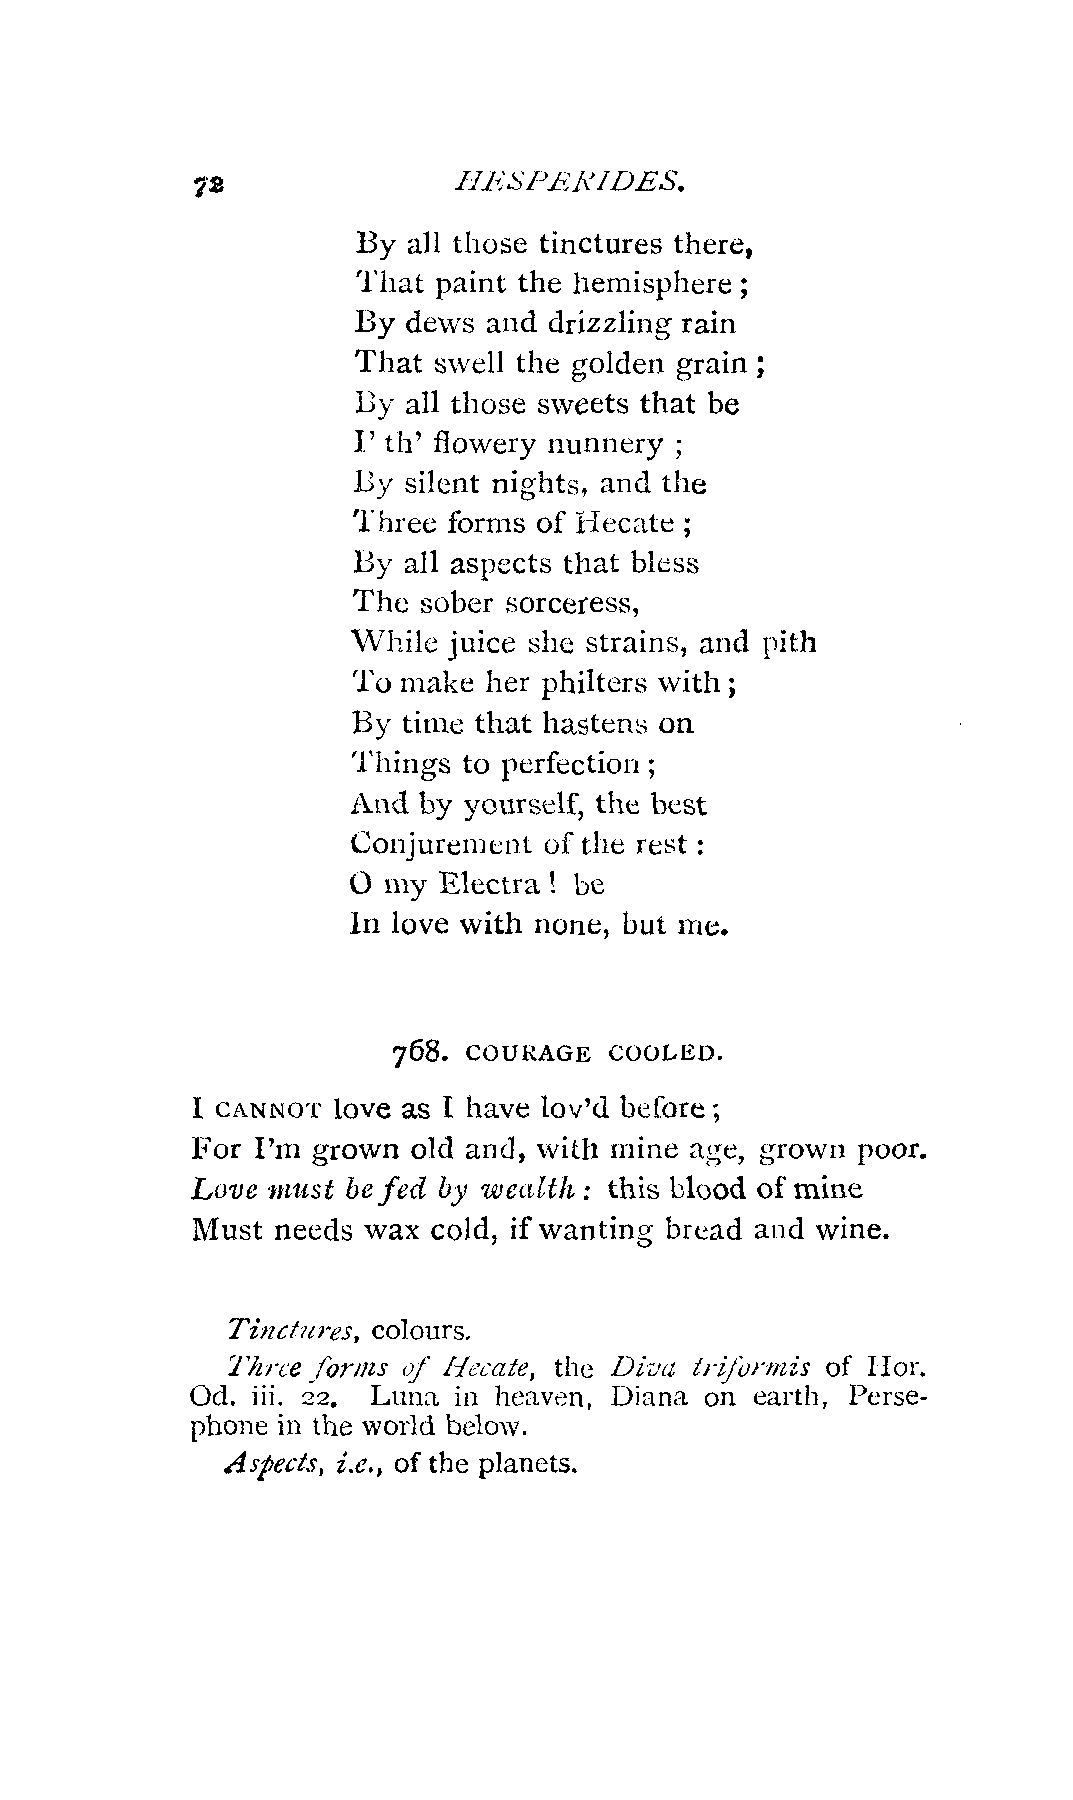 72 HESPERIDES.
By all those tinctures there,
That paint the hemisphere ;
By dews and drizzling rain
That swell the golden grain ;
By all those sweets that be
I' th' flowery nunnery ;
By silent nights, and the
Three forms of Hecate ;
By all aspects that bless
The sober sorceress,
While juice she strains, and pith
To make her philters with ;
By time that hastens on
Things to perfection ;
And by yourself, the best
Conjurement of the rest :
O my Electra ! be
In love with none, but me.
768. COURAGE COOLED.
I CANNOT love as I have lov'd before ;
For I'm grown old and, with mine age, grown poor.
Love must be fed by wealth : this blood of mine
Must needs wax cold, if wanting bread and wine.
Tinctures, colours.
Three forms of Hecate, the Diva triformis of Hor.
Od. iii. 22. Luna in heaven, Diana on earth, Perse-
phone in the world below.
Aspects, i.e., of the planets.